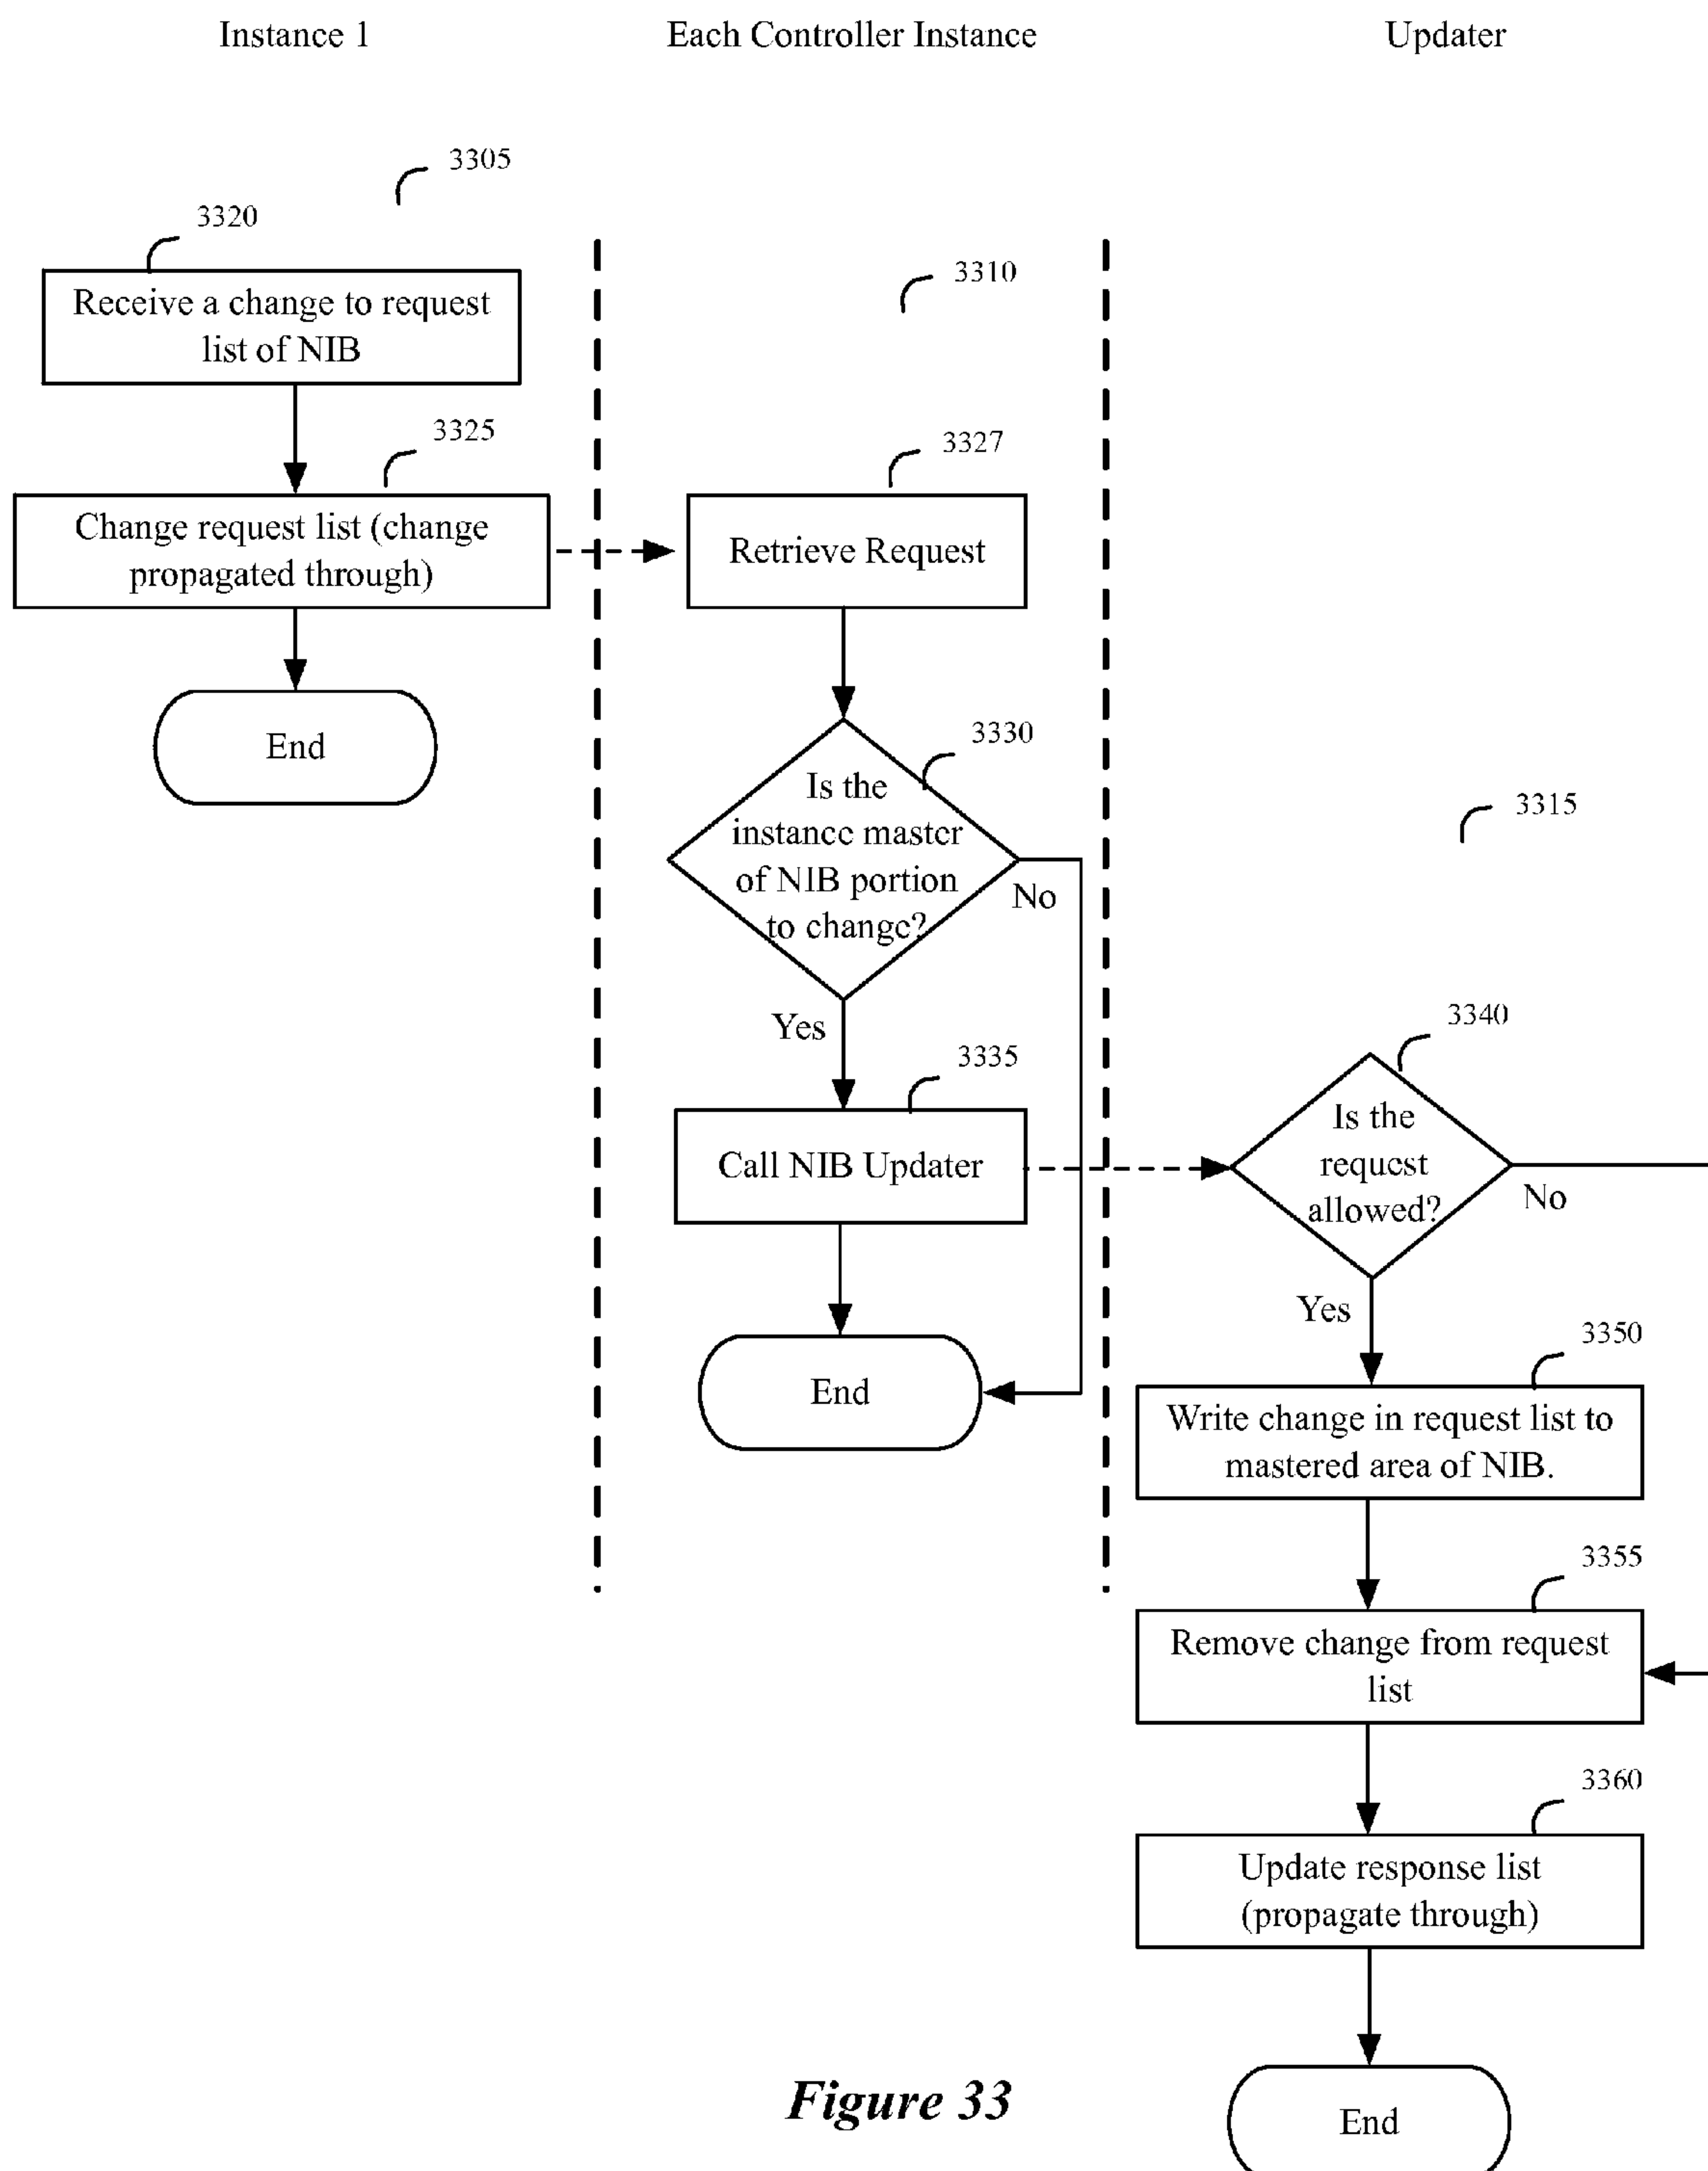 Instance 1
Each Controller Instance
Updater
3305
3320
Receive a change to request
list of NIB
3310
3325
Change request list (change
propagated through)
3327
Retrieve Request
End
3330
Is the
instance master
of NIB portion
to change?
No
Yes
3315
3335
Call NIB Updater
End
3340
Is the
request
allowed?
No
Yes
3350
Write change in request list to
mastered area of NIB.
3355
Remove change from request
list
3360
Update response list
(propagate through)
End
Figure 33